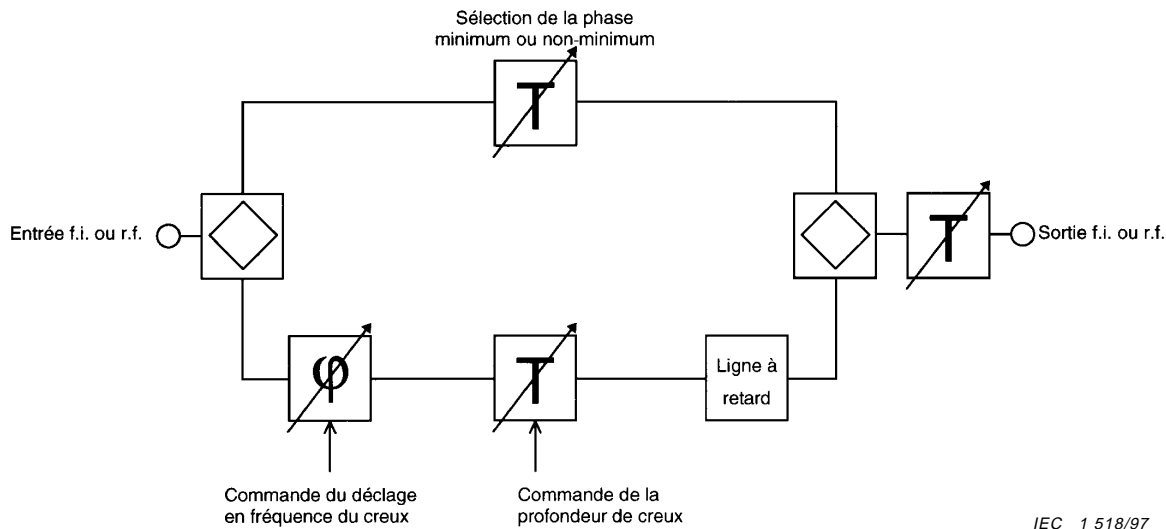 Sélection de la phase
minimum ou non-minimum
T
Entrée f.i. ou r.f.
T
Sortie f.i. ou r.f.
φ
T
Ligne à
retard
Commande du déclage
en fréquence du creux
Commande de la
profondeur de creux
IEC 1 518/97